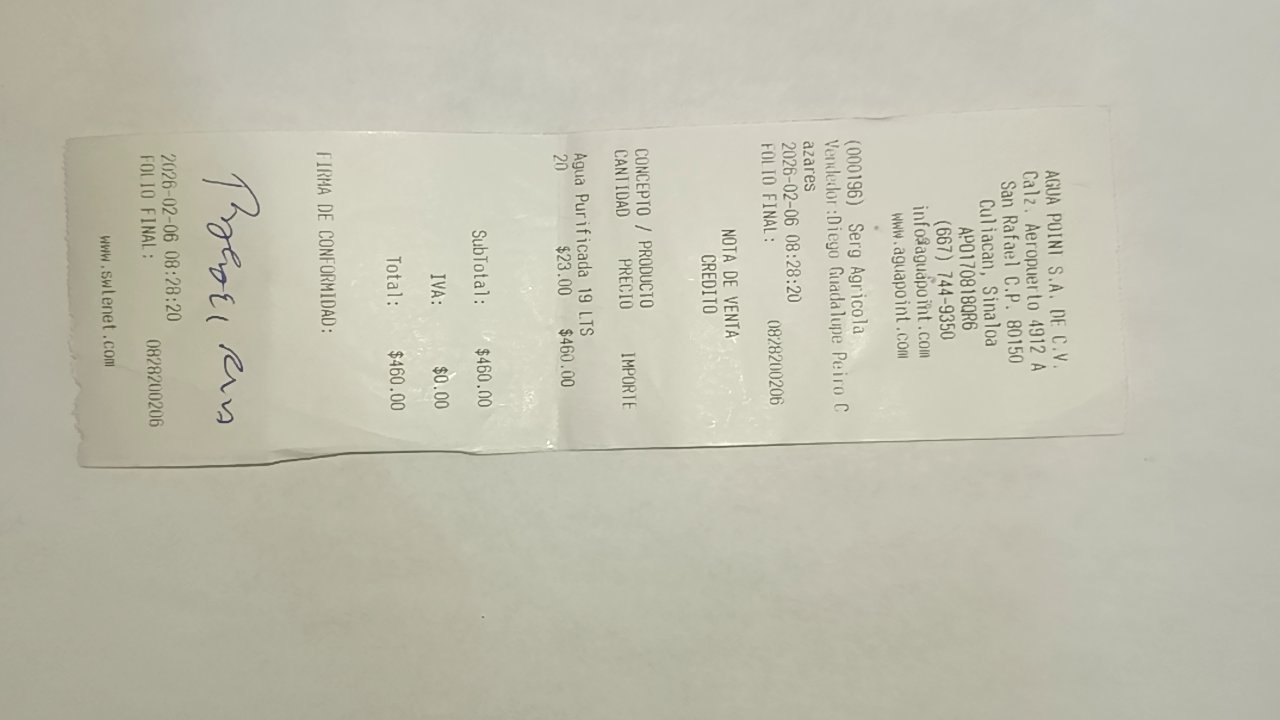 AGUA POINT S.A. DE C.V.
Calz. Aeropuerto 4912 A
San Rafael C.P. 80150
Culiacan, Sinaloa
APO170818QR6
(667) 744-9350
info@aguapoint.com
www.aguapoint.com
(000196) Serg Agricola
Vendedor:Diego Guadalupe Peiro C
azares
2026-02-06 08:28:20
FOLIO FINAL: 0828200206
NOTA DE VENTA
CREDITO
CONCEPTO / PRODUCTO
CANTIDAD PRECIO IMPORTE
Agua Purificada 19 LTS
20 $23.00 $460.00
SubTotal: $460.00
IVA: $0.00
Total: $460.00
FIRMA DE CONFORMIDAD:
2026-02-06 08:28:20
FOLIO FINAL: 0828200206
www.swlenet.com